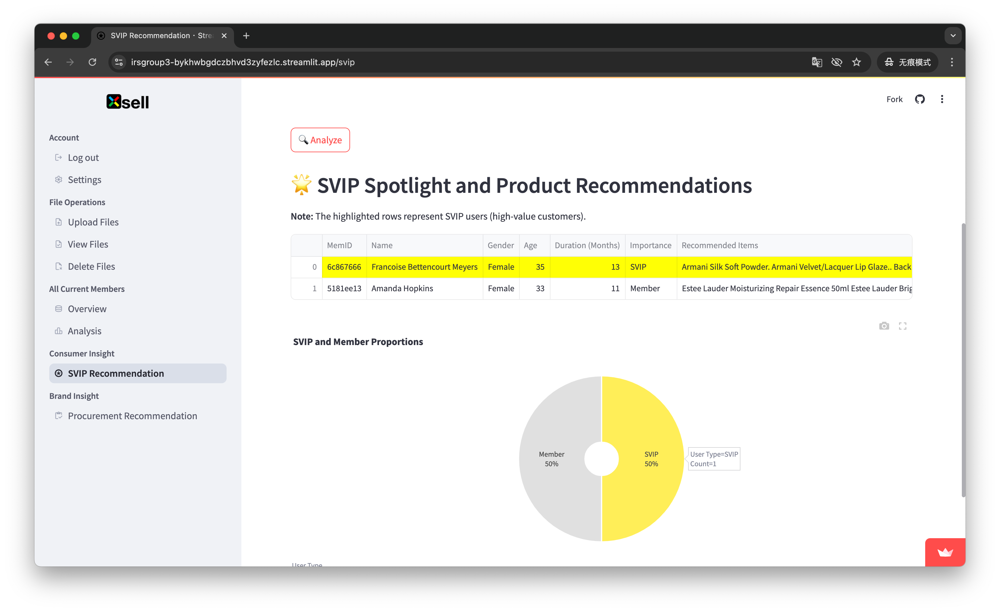 SVIP Recommendation · Stre
irsgroup3-bykhwbgdczbhvd3zyfezlc.streamlit.app/svip
无痕模式
Xsell
Fork
Account
Log out
Settings
File Operations
Upload Files
View Files
Delete Files
All Current Members
Overview
Analysis
Consumer Insight
SVIP Recommendation
Brand Insight
Procurement Recommendation
Analyze
SVIP Spotlight and Product Recommendations
Note: The highlighted rows represent SVIP users (high-value customers).
MemID Name Gender Age Duration (Months) Importance Recommended Items
0 6c867666 Francoise Bettencourt Meyers Female 35 13 SVIP Armani Silk Soft Powder. Armani Velvet/Lacquer Lip Glaze.. Back
1 5181ee13 Amanda Hopkins Female 33 11 Member Estee Lauder Moisturizing Repair Essence 50ml Estee Lauder Brig
SVIP and Member Proportions
Member
50%
SVIP
50%
User Type=SVIP
Count=1
User Type